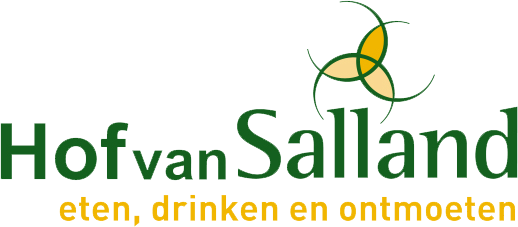 Hof van Salland
eten, drinken en ontmoeten